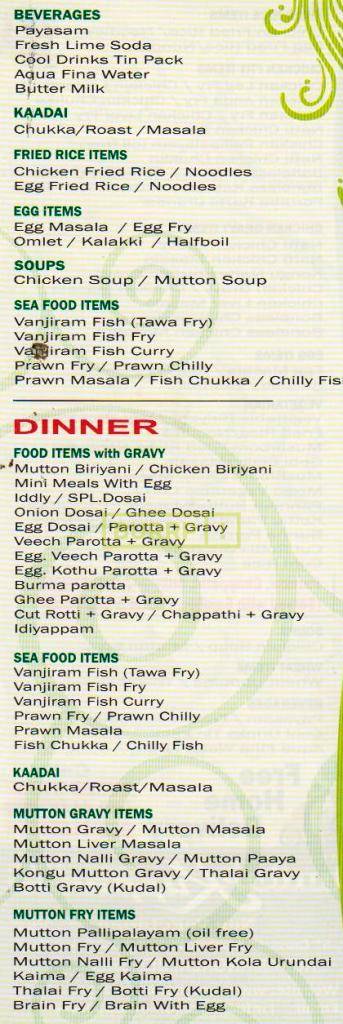 BEVERAGES
Payasam
Fresh Lime Soda
Cool Drinks Tin Pack
Aqua Fina Water
Butter Milk
KAADAI
Chukka/Roast /Masala
FRIED RICE ITEMS
Chicken Fried Rice / Noodles
Egg Fried Rice / Noodles
EGG ITEMS
Egg Masala / Egg Fry
Omlet / Kalakki / Halfboil
SOUPS
Chicken Soup / Mutton Soup
SEA FOOD ITEMS
Vanjiram Fish (Tawa Fry)
Vanjiram Fish Fry
Vanjiram Fish Curry
Prawn Fry / Prawn Chilly
Prawn Masala / Fish Chukka / Chilly Fis
DINNER
FOOD ITEMS with GRAVY
Mutton Biriyani / Chicken Biriyani
Mini Meals With Egg
Iddly / SPL.Dosai
Onion Dosai / Ghee Dosai
Egg Dosai / Parotta + Gravy
Veech Parotta + Gravy
Egg. Veech Parotta + Gravy
Egg. Kothu Parotta + Gravy
Burma parotta
Ghee Parotta + Gravy
Cut Rotti + Gravy / Chappathi + Gravy
Idiyappam
SEA FOOD ITEMS
Vanjiram Fish (Tawa Fry)
Vanjiram Fish Fry
Vanjiram Fish Curry
Prawn Fry / Prawn Chilly
Prawn Masala
Fish Chukka / Chilly Fish
KAADAI
Chukka/Roast/Masala
MUTTON GRAVY ITEMS
Mutton Gravy / Mutton Masala
Mutton Liver Masala
Mutton Nalli Gravy / Mutton Paaya
Kongu Mutton Gravy / Thalai Gravy
Botti Gravy (Kudal)
MUTTON FRY ITEMS
Mutton Pallipalayam (oil free)
Mutton Fry / Mutton Liver Fry
Mutton Nalli Fry / Mutton Kola Urundai
Kaima / Egg Kaima
Thalai Fry / Botti Fry (Kudal)
Brain Fry / Brain With Egg